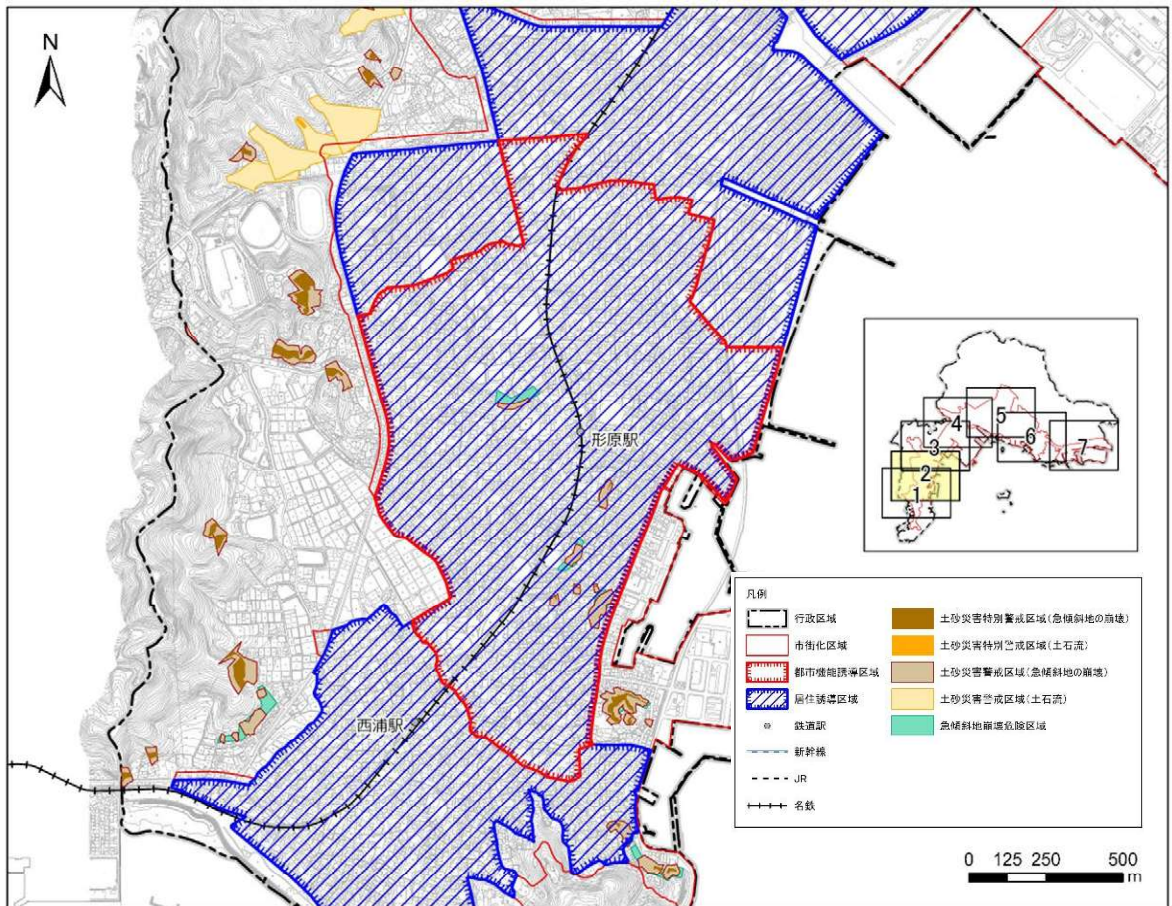 N
形原駅
西浦駅
5
4
6
3
7
2
1
凡例
行政区域
市街化区域
都市機能誘導区域
居住誘導区域
鉄道駅
新幹線
JR
名鉄
土砂災害特別警戒区域(急傾斜地の崩壊)
土砂災害特別警戒区域(土石流)
土砂災害警戒区域(急傾斜地の崩壊)
土砂災害警戒区域(土石流)
急傾斜地崩壊危険区域
0 125 250 500
m